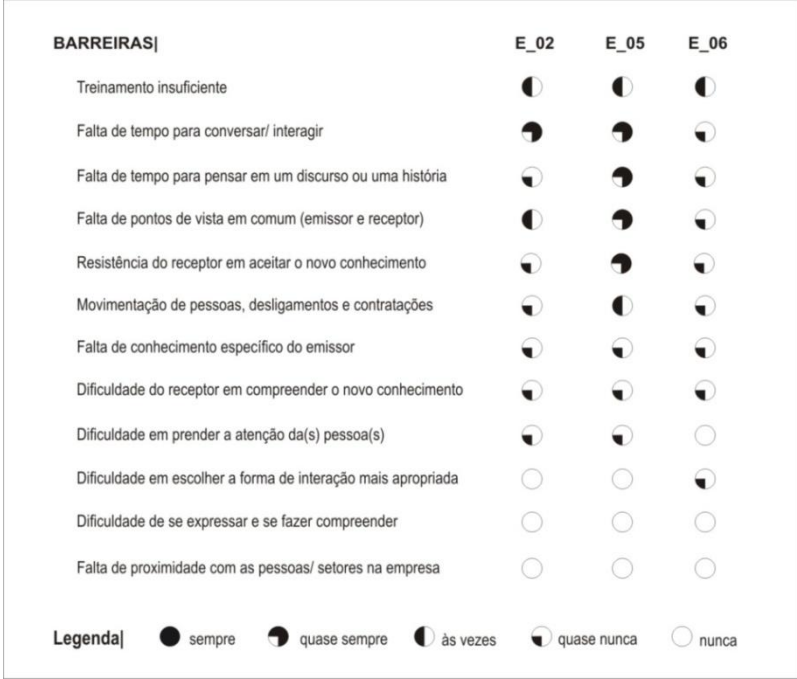 BARREIRAS| E_02 E_05 E_06
Treinamento insuficiente
Falta de tempo para conversar/ interagir
Falta de tempo para pensar em um discurso ou uma história
Falta de pontos de vista em comum (emissor e receptor)
Resistência do receptor em aceitar o novo conhecimento
Movimentação de pessoas, desligamentos e contratações
Falta de conhecimento específico do emissor
Dificuldade do receptor em compreender o novo conhecimento
Dificuldade em prender a atenção da(s) pessoa(s)
Dificuldade em escolher a forma de interação mais apropriada
Dificuldade de se expressar e se fazer compreender
Falta de proximidade com as pessoas/ setores na empresa
Legenda| sempre quase sempre às vezes quase nunca nunca